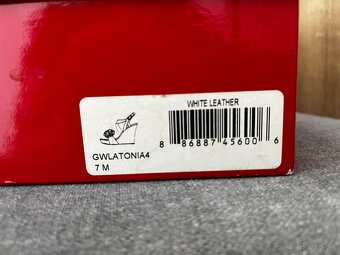 WHITE LEATHER
8 86887 45600 6
GWLATONIA4
7 M